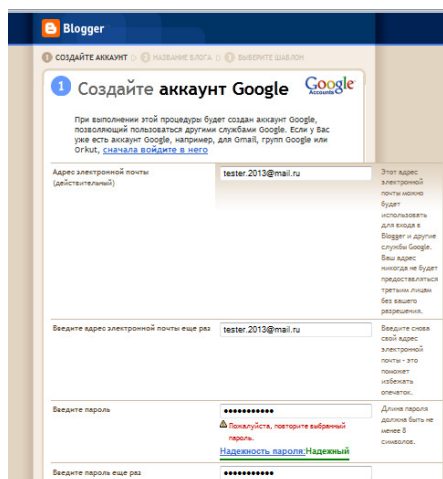 Blogger
1 СОЗДАЙТЕ АККАУНТ 2 НАЗВАНИЕ БЛОГА 3 ВЫБЕРИТЕ ШАБЛОН
1 Создайте аккаунт Google
Google
Accounts
При выполнении этой процедуры будет создан аккаунт Google,
позволяющий пользоваться другими службами Google. Если у Вас
уже есть аккаунт Google, например, для Gmail, групп Google или
Orkut, сначала войдите в него
Адрес электронной почты
(действительный)
tester.2013@mail.ru
Этот адрес
электронной
почты можно
будет
использовать
для входа в
Blogger и другие
службы Google.
Ваш адрес
никогда не будет
предоставляться
третьим лицам
без вашего
разрешения.
Введите адрес электронной почты еще раз
tester.2013@mail.ru
Введите снова
свой адрес
электронной
почты - это
поможет
избежать
опечаток.
Введите пароль
•••••••••••
Пожалуйста, повторите выбранный
пароль.
Надежность пароля:Надежный
Длина пароля
должна быть не
менее 8
символов.
Введите пароль еще раз
•••••••••••